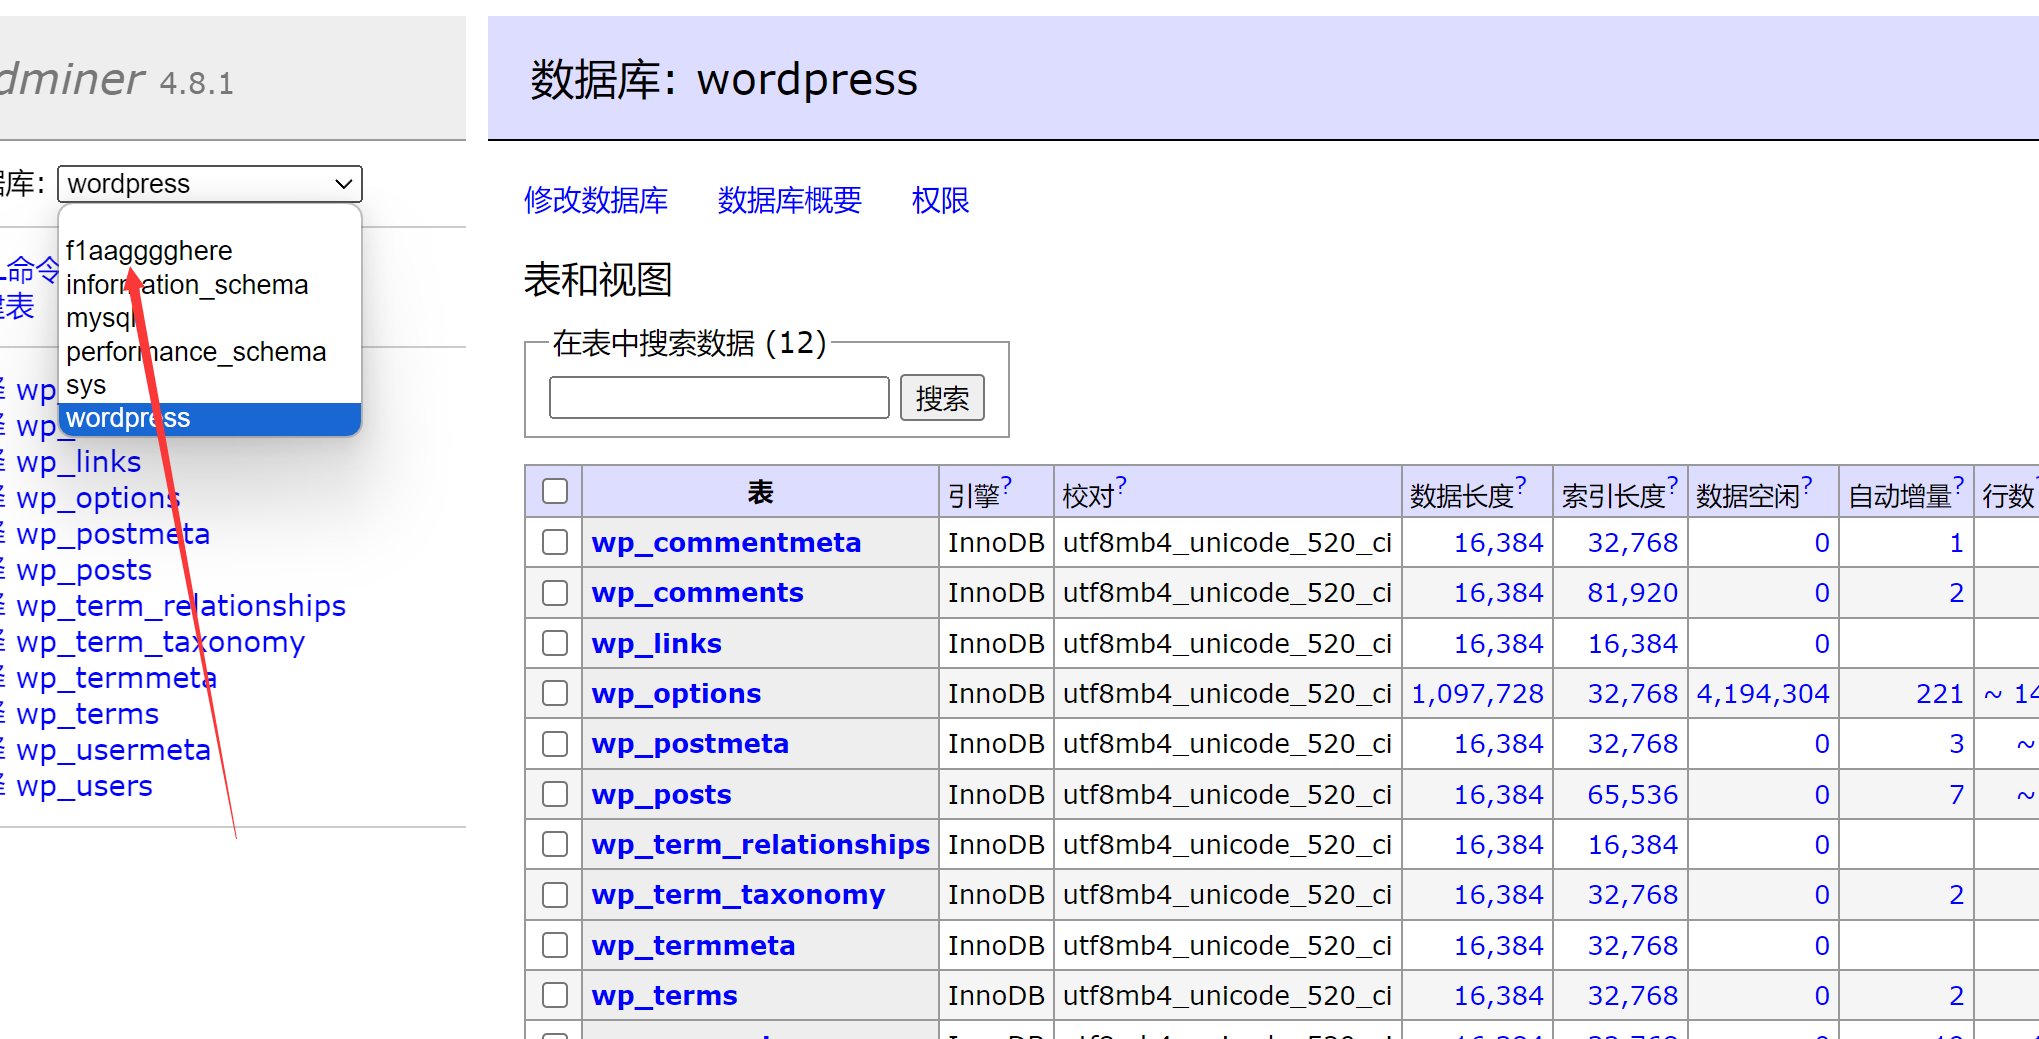 dminer 4.8.1
库: wordpress
f1aagggghere
information_schema
mysql
performance_schema
sys
wordpress
命令
表
wp_links
wp_options
wp_postmeta
wp_posts
wp_term_relationships
wp_term_taxonomy
wp_termmeta
wp_terms
wp_usermeta
wp_users
数据库: wordpress
修改数据库 数据库概要 权限
表和视图
在表中搜索数据 (12)
搜索
表 引擎? 校对? 数据长度? 索引长度? 数据空闲? 自动增量? 行数
wp_commentmeta InnoDB utf8mb4_unicode_520_ci 16,384 32,768 0 1
wp_comments InnoDB utf8mb4_unicode_520_ci 16,384 81,920 0 2
wp_links InnoDB utf8mb4_unicode_520_ci 16,384 16,384 0
wp_options InnoDB utf8mb4_unicode_520_ci 1,097,728 32,768 4,194,304 221 ~ 14
wp_postmeta InnoDB utf8mb4_unicode_520_ci 16,384 32,768 0 3 ~
wp_posts InnoDB utf8mb4_unicode_520_ci 16,384 65,536 0 7 ~
wp_term_relationships InnoDB utf8mb4_unicode_520_ci 16,384 16,384 0
wp_term_taxonomy InnoDB utf8mb4_unicode_520_ci 16,384 32,768 0 2
wp_termmeta InnoDB utf8mb4_unicode_520_ci 16,384 32,768 0
wp_terms InnoDB utf8mb4_unicode_520_ci 16,384 32,768 0 2